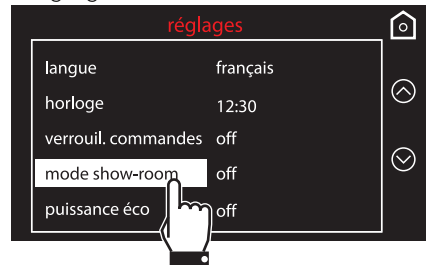 réglages
langue français
horloge 12:30
verrouil. commandes off
mode show-room off
puissance éco off